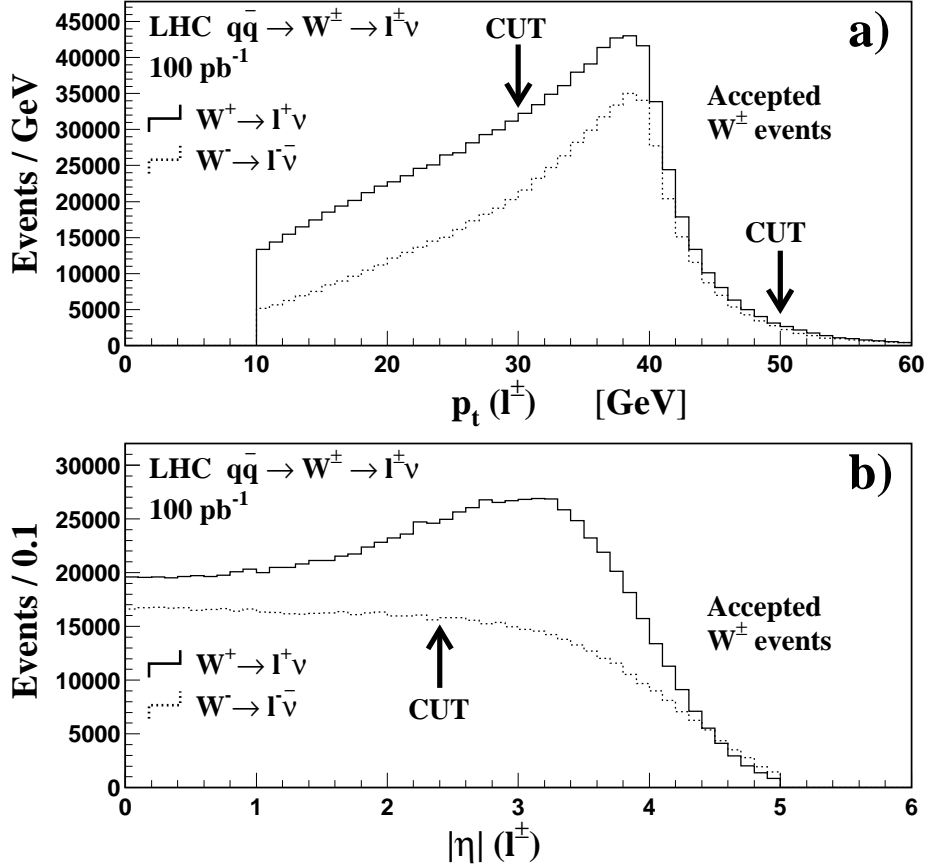 a)
LHC qq̄ → W± → l±ν
100 pb-1
CUT
W+ → l+ν
W- → l-ν̄
Accepted
W± events
CUT
Events / GeV
45000
40000
35000
30000
25000
20000
15000
10000
5000
0
0 10 20 30 40 50 60
pt (l±) [GeV]
b)
LHC qq̄ → W± → l±ν
100 pb-1
Accepted
W± events
W+ → l+ν
W- → l-ν̄
CUT
Events / 0.1
30000
25000
20000
15000
10000
5000
0
0 1 2 3 4 5 6
|η| (l±)